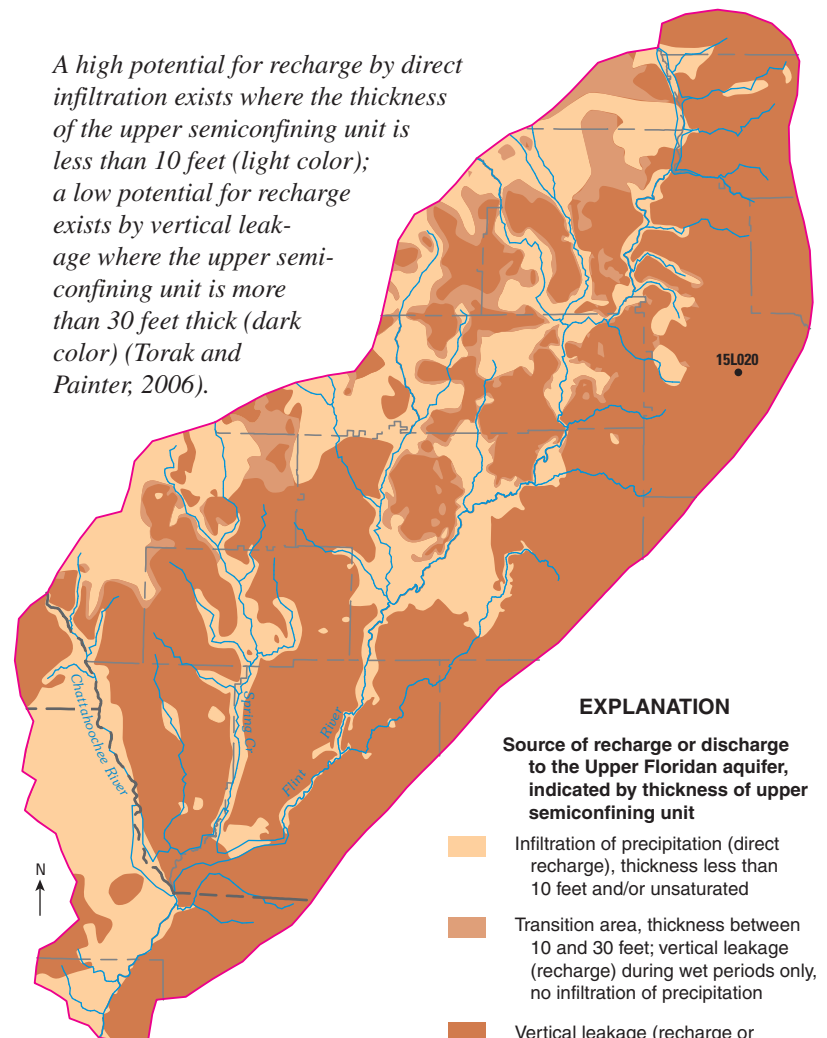 A high potential for recharge by direct
infiltration exists where the thickness
of the upper semiconfining unit is
less than 10 feet (light color);
a low potential for recharge
exists by vertical leak-
age where the upper semi-
confining unit is more
than 30 feet thick (dark
color) (Torak and
Painter, 2006).
15L020
Chattahoochee River
Spring Cr
Flint River
N
EXPLANATION
Source of recharge or discharge
to the Upper Floridan aquifer,
indicated by thickness of upper
semiconfining unit
Infiltration of precipitation (direct
recharge), thickness less than
10 feet and/or unsaturated
Transition area, thickness between
10 and 30 feet; vertical leakage
(recharge) during wet periods only,
no infiltration of precipitation
Vertical leakage (recharge or